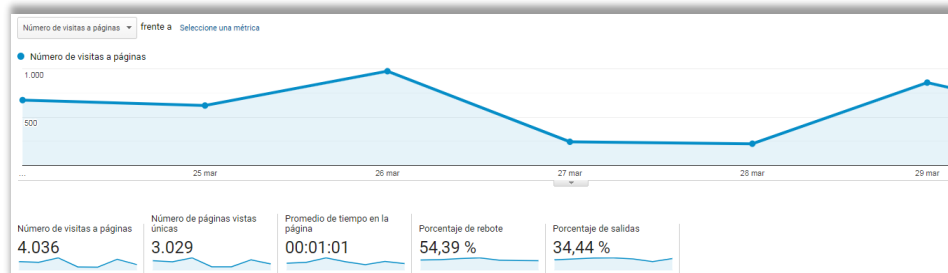 Número de visitas a páginas frente a Seleccione una métrica
Número de visitas a páginas
1.000
500
... 25 mar 26 mar 27 mar 28 mar 29 mar
Número de visitas a páginas
4.036
Número de páginas vistas
únicas
3.029
Promedio de tiempo en la
página
00:01:01
Porcentaje de rebote
54,39 %
Porcentaje de salidas
34,44 %